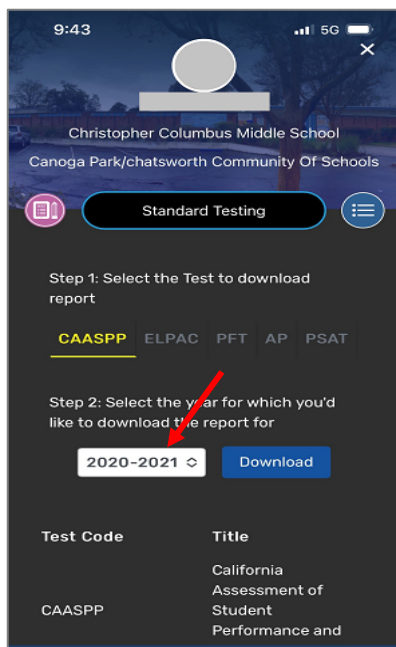 9:43
5G
Christopher Columbus Middle School
Canoga Park/chatsworth Community Of Schools
Standard Testing
Step 1: Select the Test to download
report
CAASPP ELPAC PFT AP PSAT
Step 2: Select the year for which you'd
like to download the report for
2020-2021 Download
Test Code Title
California
Assessment of
CAASPP Student
Performance and